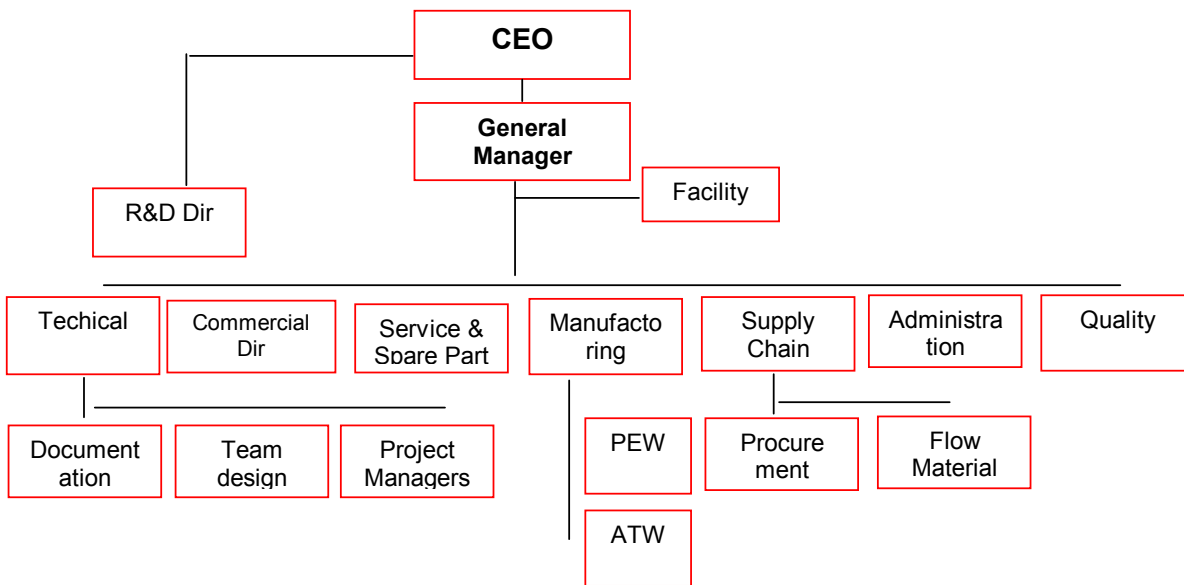 CEO
General
Manager
Facility
R&D Dir
Techical
Commercial
Dir
Service &
Spare Part
Manufacto
ring
Supply
Chain
Administra
tion
Quality
Document
ation
Team
design
Project
Managers
PEW
Procure
ment
Flow
Material
ATW